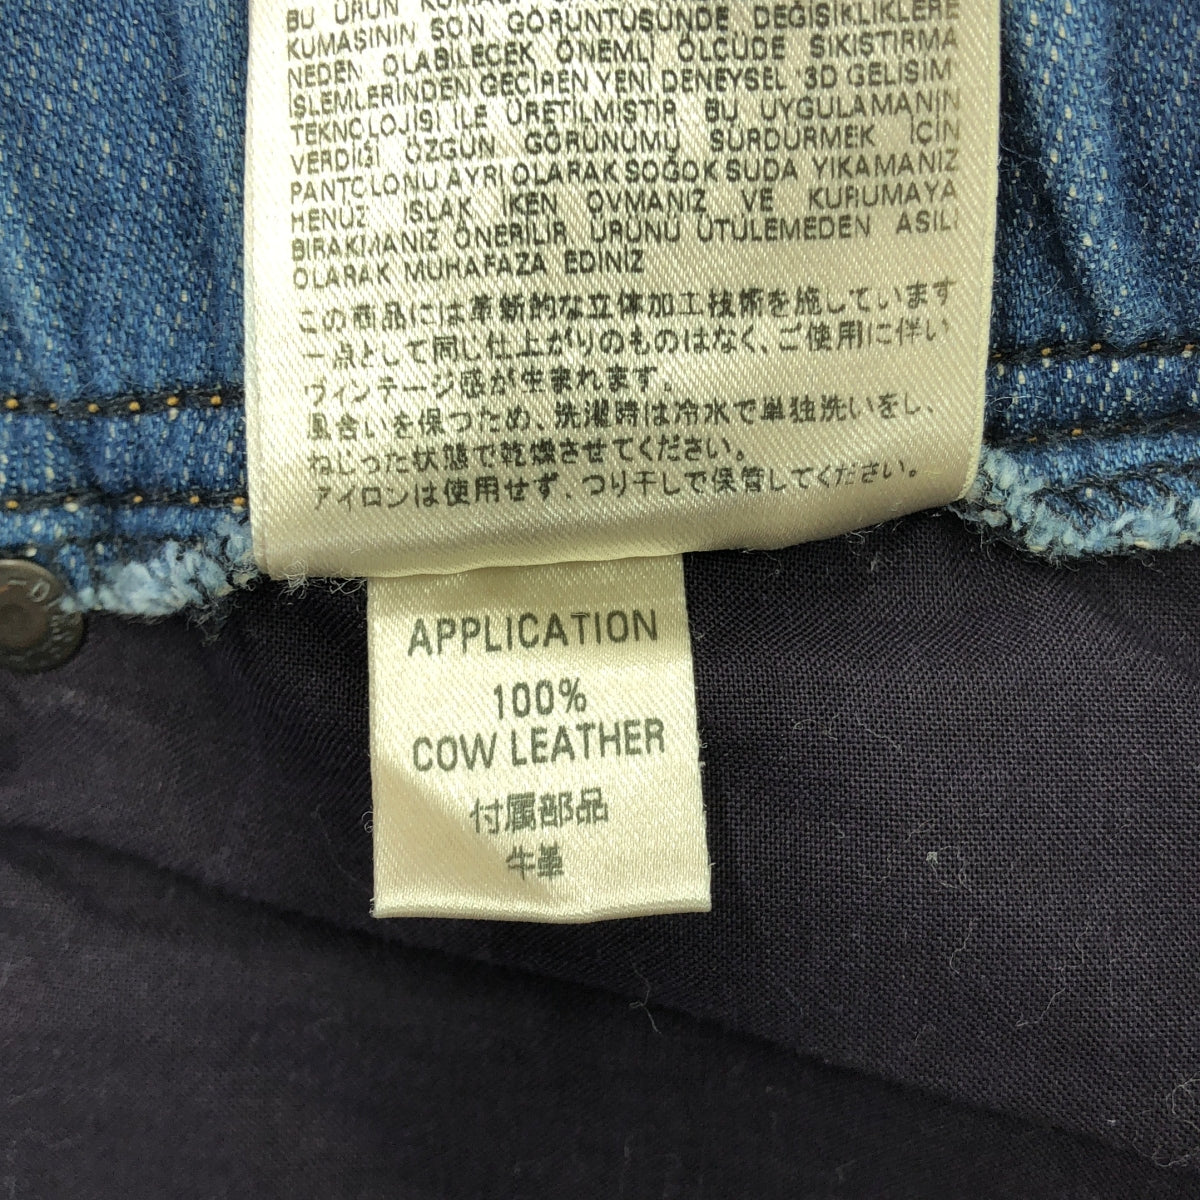 BU ÜRÜN KUMAŞ
KUMAŞININ SON GÖRÜNTÜSÜNDE DEĞİŞİKLİKLERE
NEDEN OLABİLECEK ÖNEMLİ ÖLÇÜDE SIKIŞTIRMA
İŞLEMLERİNDEN GEÇİREN YENİ DENEYSEL 3D GELİŞİM
TEKNOLOJİSİ İLE ÜRETİLMİŞTİR BU UYGULAMANIN
VERDİĞİ ÖZGÜN GÖRÜNÜMÜ SÜRDÜRMEK İÇİN
PANTOLONU AYRI OLARAK SOĞOK SUDA YIKAMANIZ
HENÜZ ISLAK İKEN OVMANIZ VE KURUMAYA
BIRAKMANIZ ÖNERİLİR ÜRÜNÜ ÜTÜLEMEDEN ASILI
OLARAK MUHAFAZA EDİNİZ
この商品には革新的な立体加工技術を施しています
一点として同じ仕上がりのものはなく、ご使用に伴い
ヴィンテージ感が生まれます。
風合いを保つため、洗濯時は冷水で単独洗いをし、
ねじった状態で乾燥させてください。
アイロンは使用せず、つり干しで保管してください。
APPLICATION
100%
COW LEATHER
付属部品
牛革